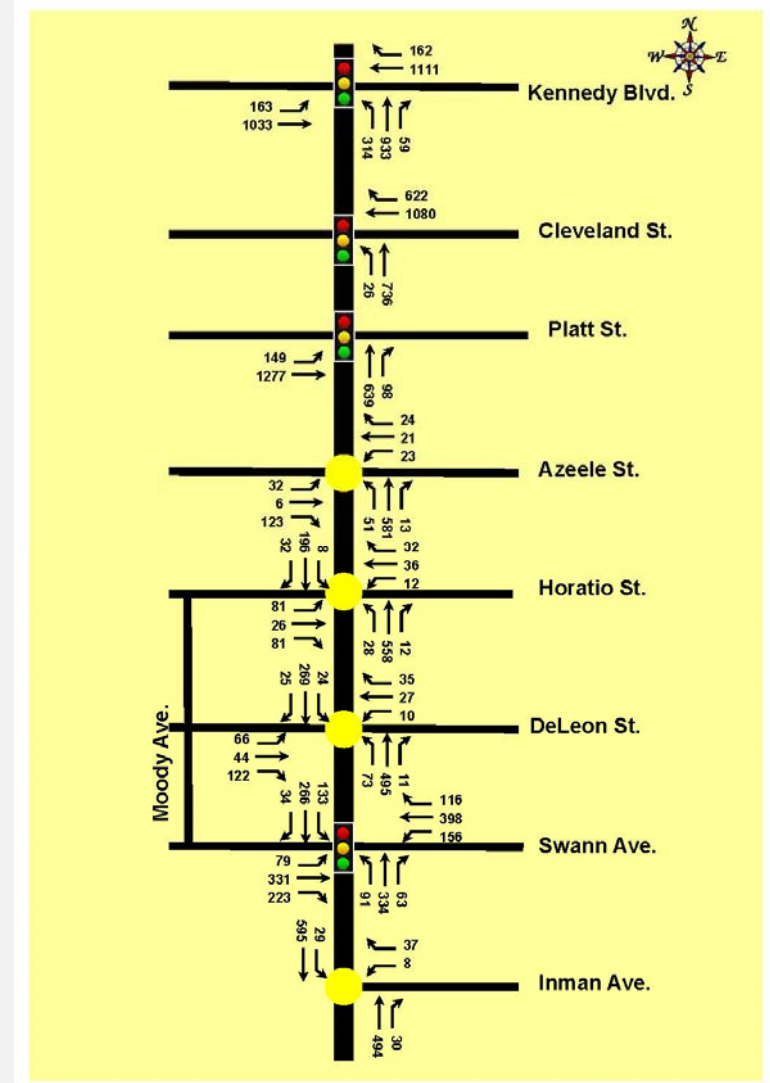 N
W E
S
162
1111
Kennedy Blvd.
163
1033
314 933 59
622
1080
Cleveland St.
26 736
Platt St.
149
1277
639 98
24
21
23
Azeele St.
32
6
123
51 581 13
32 196 8
32
36
12
Horatio St.
81
26
81
28 558 12
25 269 24
35
27
10
DeLeon St.
66
44
122
73 495 11
Moody Ave.
34 266 133
116
398
156
Swann Ave.
79
331
223
91 334 63
595 29
37
8
Inman Ave.
494 30